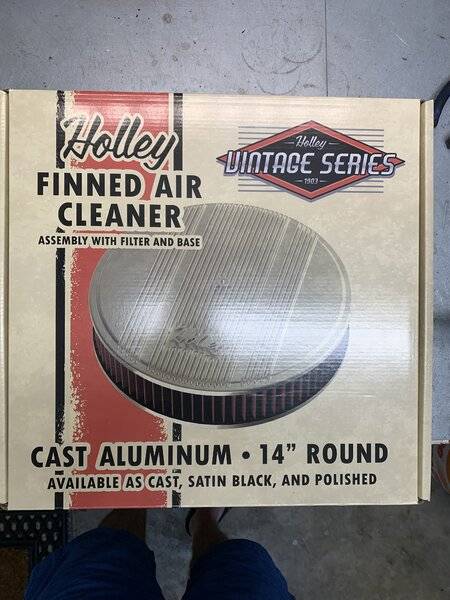 Holley
FINNED AIR
CLEANER
ASSEMBLY WITH FILTER AND BASE
Holley
VINTAGE SERIES
1903
Holley
CAST ALUMINUM • 14” ROUND
AVAILABLE AS CAST, SATIN BLACK, AND POLISHED